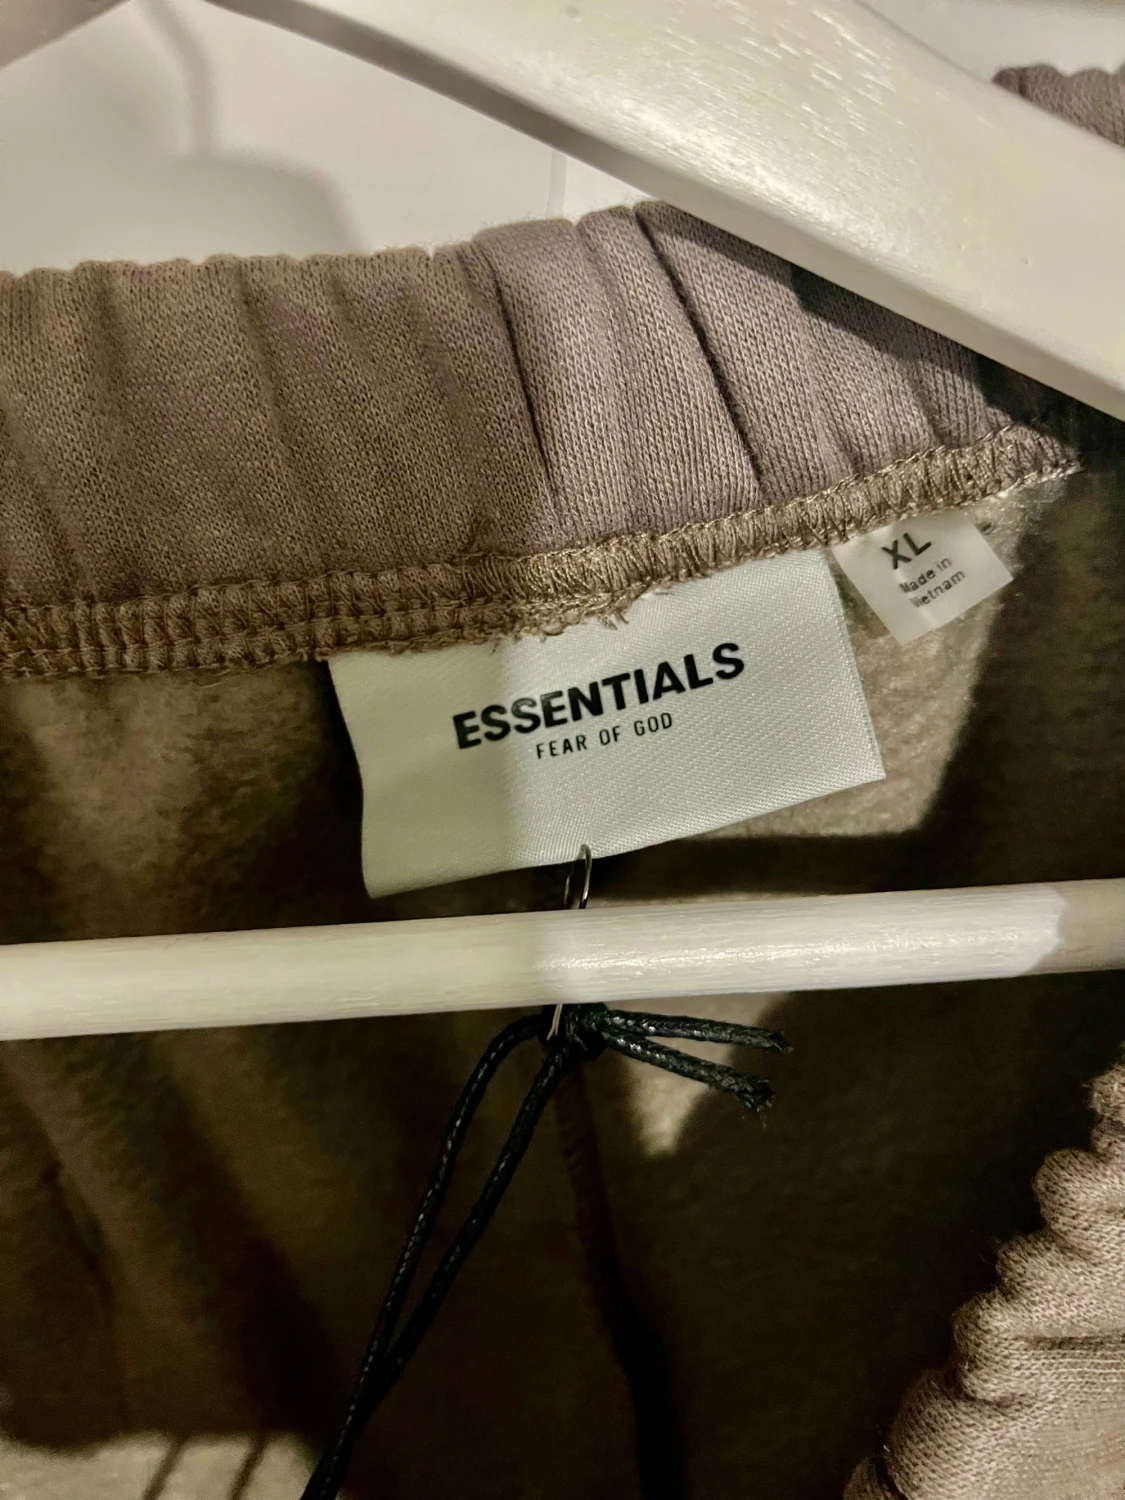 ESSENTIALS
FEAR OF GOD
XL
Made in
Vietnam